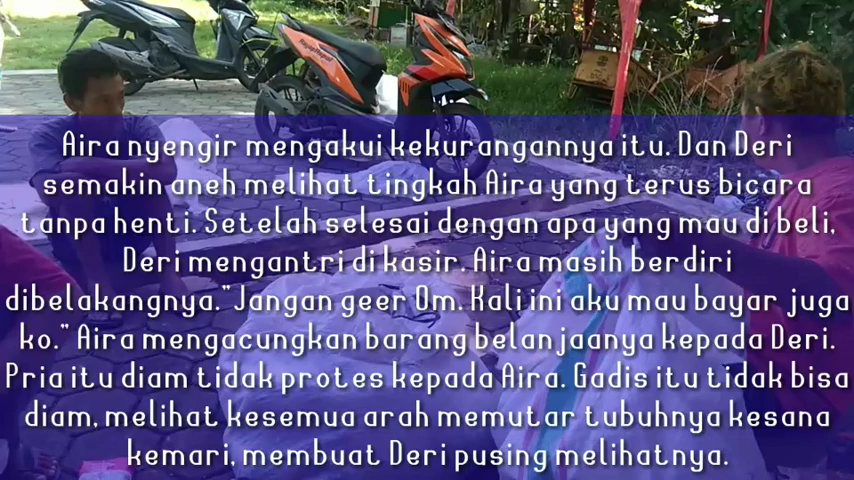 Aira nyengir mengakui kekurangannya itu. Dan Deri
semakin aneh melihat tingkah Aira yang terus bicara
tanpa henti. Setelah selesai dengan apa yang mau di beli,
Deri mengantri di kasir. Aira masih berdiri
dibelakangnya."Jangan geer Om. Kali ini aku mau bayar juga
ko." Aira mengacungkan barang belanjaanya kepada Deri.
Pria itu diam tidak protes kepada Aira. Gadis itu tidak bisa
diam, melihat kesemua arah memutar tubuhnya kesana
kemari, membuat Deri pusing melihatnya.